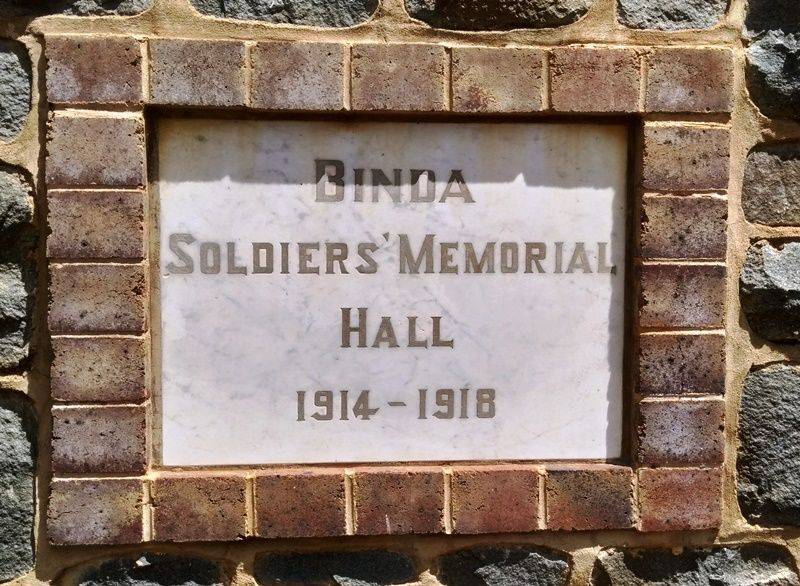 BINDA
SOLDIERS' MEMORIAL
HALL
1914-1918